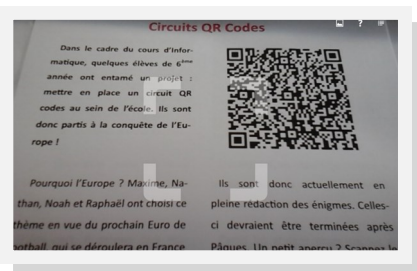 Circuits QR Codes
Dans le cadre du cours d'Infor-
matique, quelques élèves de 6ème
année ont entamé un projet :
mettre en place un circuit QR
codes au sein de l'école. Ils sont
donc partis à la conquête de l'Eu-
rope !
Pourquoi l'Europe ? Maxime, Na-
than, Noah et Raphaël ont choisi ce
thème en vue du prochain Euro de
football, qui se déroulera en France
Ils sont donc actuellement en
pleine rédaction des énigmes. Celles-
ci devraient être terminées après
Pâques. Un petit aperçu ? Scannez le